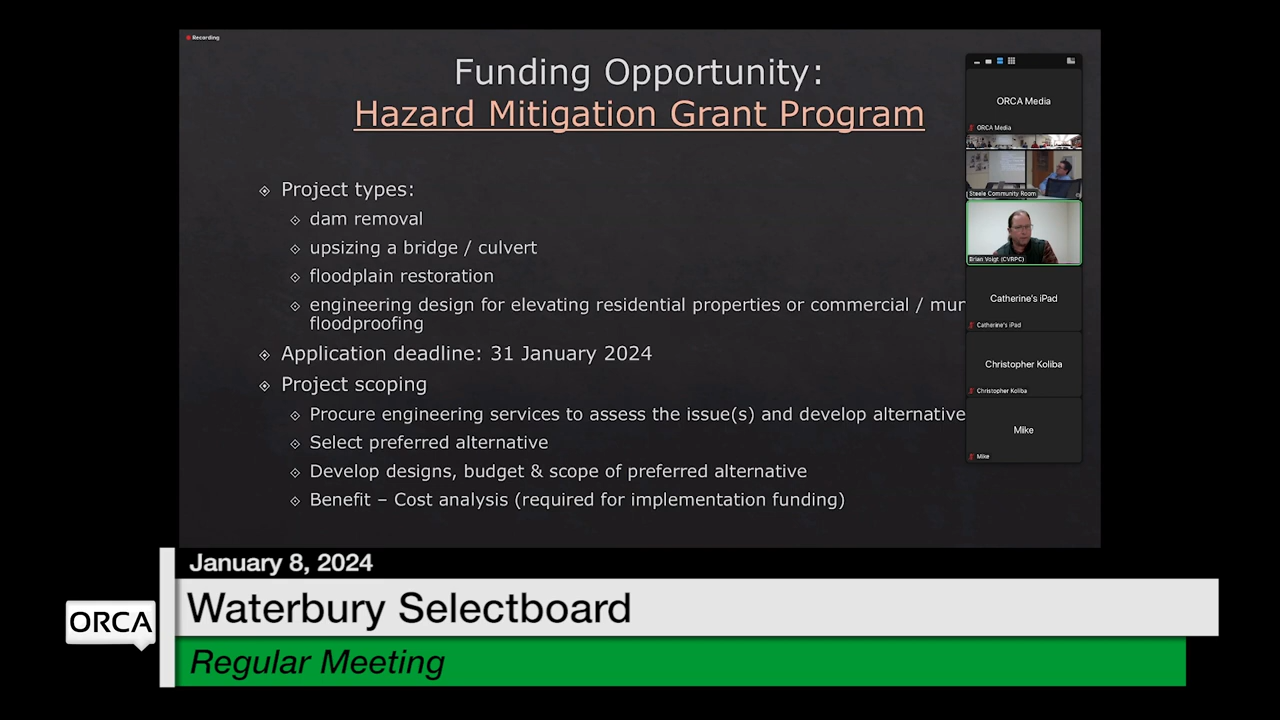 Recording
Funding Opportunity:
Hazard Mitigation Grant Program
Project types:
dam removal
upsizing a bridge / culvert
floodplain restoration
engineering design for elevating residential properties or commercial / mun
floodproofing
Application deadline: 31 January 2024
Project scoping
Procure engineering services to assess the issue(s) and develop alternative
Select preferred alternative
Develop designs, budget & scope of preferred alternative
Benefit – Cost analysis (required for implementation funding)
ORCA Media
ORCA Media
Steele Community Room
Brian Voigt (CVRPC)
Catherine's iPad
Catherine's iPad
Christopher Koliba
Christopher Koliba
Mike
Mike
January 8, 2024
Waterbury Selectboard
ORCA
Regular Meeting